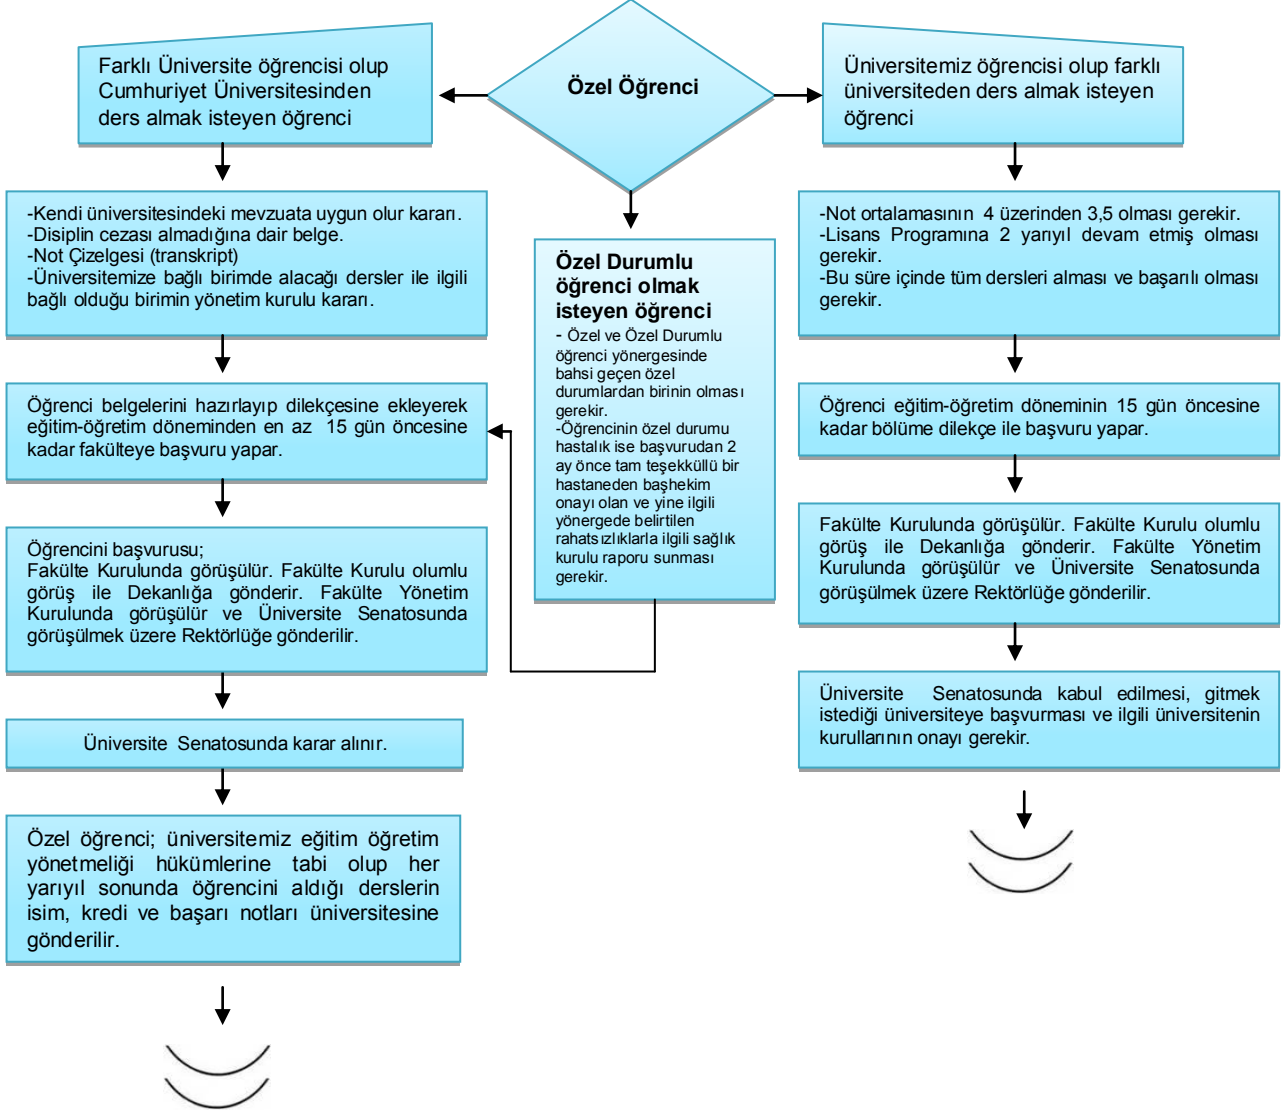 Özel Öğrenci
Farklı Üniversite öğrencisi olup
Cumhuriyet Üniversitesinden
ders almak isteyen öğrenci
-Kendi üniversitesindeki mevzuata uygun olur kararı.
-Disiplin cezası almadığına dair belge.
-Not Çizelgesi (transkript)
-Üniversitemize bağlı birimde alacağı dersler ile ilgili
bağlı olduğu birimin yönetim kurulu kararı.
Öğrenci belgelerini hazırlayıp dilekçesine ekleyerek
eğitim-öğretim döneminden en az 15 gün öncesine
kadar fakülteye başvuru yapar.
Öğrencini başvurusu;
Fakülte Kurulunda görüşülür. Fakülte Kurulu olumlu
görüş ile Dekanlığa gönderir. Fakülte Yönetim
Kurulunda görüşülür ve Üniversite Senatosunda
görüşülmek üzere Rektörlüğe gönderilir.
Üniversite Senatosunda karar alınır.
Özel öğrenci; üniversitemiz eğitim öğretim
yönetmeliği hükümlerine tabi olup her
yarıyıl sonunda öğrencini aldığı derslerin
isim, kredi ve başarı notları üniversitesine
gönderilir.
Özel Durumlu
öğrenci olmak
isteyen öğrenci
- Özel ve Özel Durumlu
öğrenci yönergesinde
bahsi geçen özel
durumlardan birinin olması
gerekir.
-Öğrencinin özel durumu
hastalık ise başvurudan 2
ay önce tam teşekküllü bir
hastaneden başhekim
onayı olan ve yine ilgili
yönergede belirtilen
rahatsızlıklarla ilgili sağlık
kurulu raporu sunması
gerekir.
Üniversitemiz öğrencisi olup farklı
üniversiteden ders almak isteyen
öğrenci
-Not ortalamasının 4 üzerinden 3,5 olması gerekir.
-Lisans Programına 2 yarıyıl devam etmiş olması
gerekir.
-Bu süre içinde tüm dersleri alması ve başarılı olması
gerekir.
Öğrenci eğitim-öğretim döneminin 15 gün öncesine
kadar bölüme dilekçe ile başvuru yapar.
Fakülte Kurulunda görüşülür. Fakülte Kurulu olumlu
görüş ile Dekanlığa gönderir. Fakülte Yönetim
Kurulunda görüşülür ve Üniversite Senatosunda
görüşülmek üzere Rektörlüğe gönderilir.
Üniversite Senatosunda kabul edilmesi, gitmek
istediği üniversiteye başvurması ve ilgili üniversitenin
kurullarının onayı gerekir.